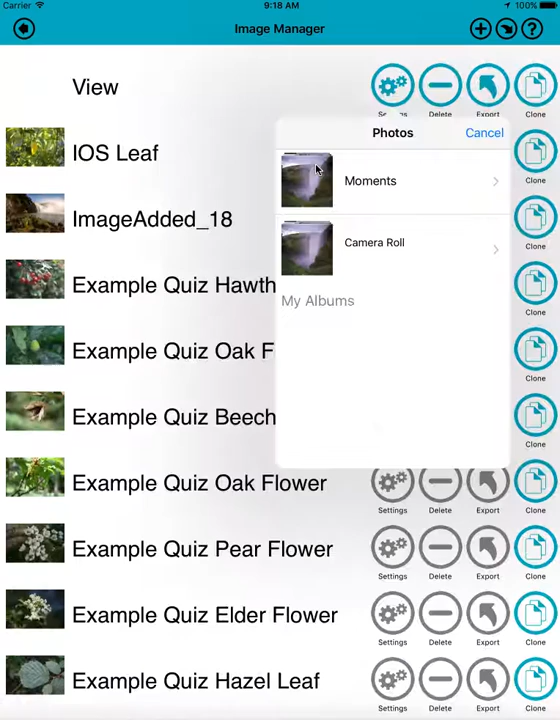 Carrier 9:18 AM 100%
Image Manager
?
View
Settings Delete Export Clone
Photos Cancel
IOS Leaf
Clone
Moments
ImageAdded_18
Clone
Camera Roll
Example Quiz Hawth
Clone
My Albums
Example Quiz Oak F
Clone
Example Quiz Beech
Clone
Example Quiz Oak Flower
Settings Delete Export Clone
Example Quiz Pear Flower
Settings Delete Export Clone
Example Quiz Elder Flower
Settings Delete Export Clone
Example Quiz Hazel Leaf
Settings Delete Export Clone